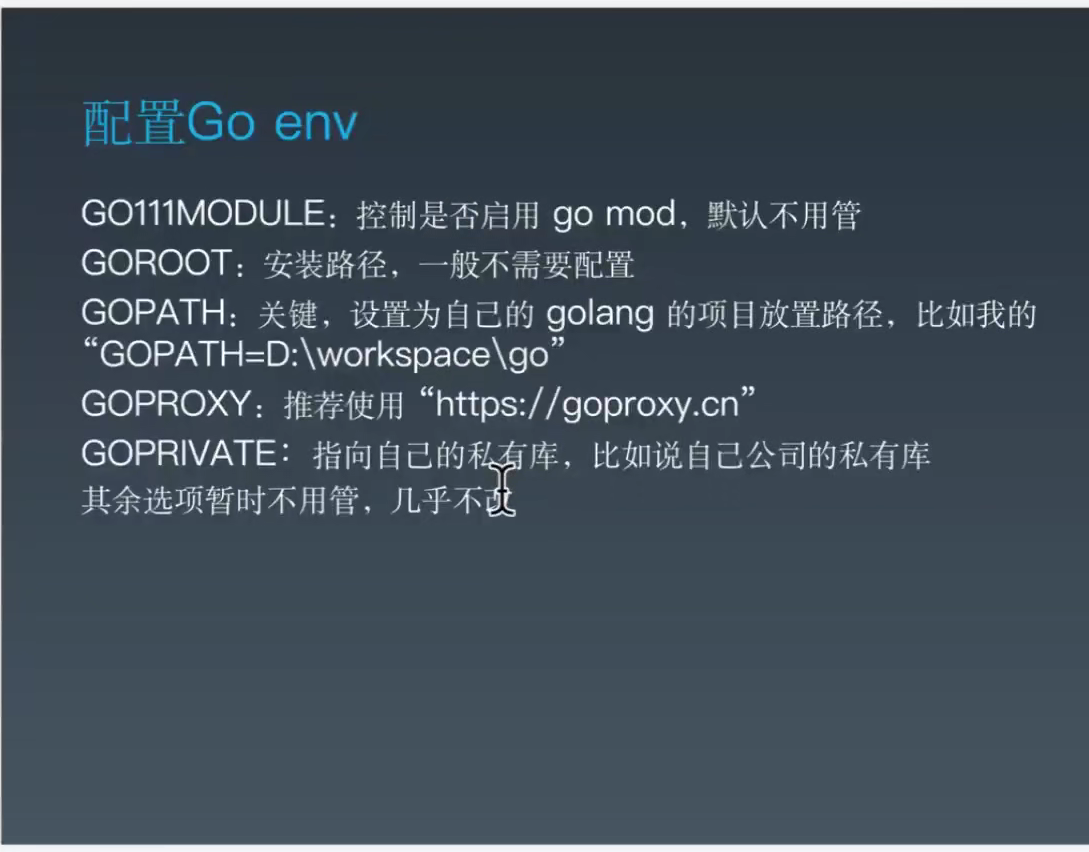 配置Go env
GO111MODULE：控制是否启用 go mod，默认不用管
GOROOT：安装路径，一般不需要配置
GOPATH：关键，设置为自己的 golang 的项目放置路径，比如我的
“GOPATH=D:\workspace\go”
GOPROXY：推荐使用 “https://goproxy.cn”
GOPRIVATE：指向自己的私有库，比如说自己公司的私有库
其余选项暂时不用管，几乎不改